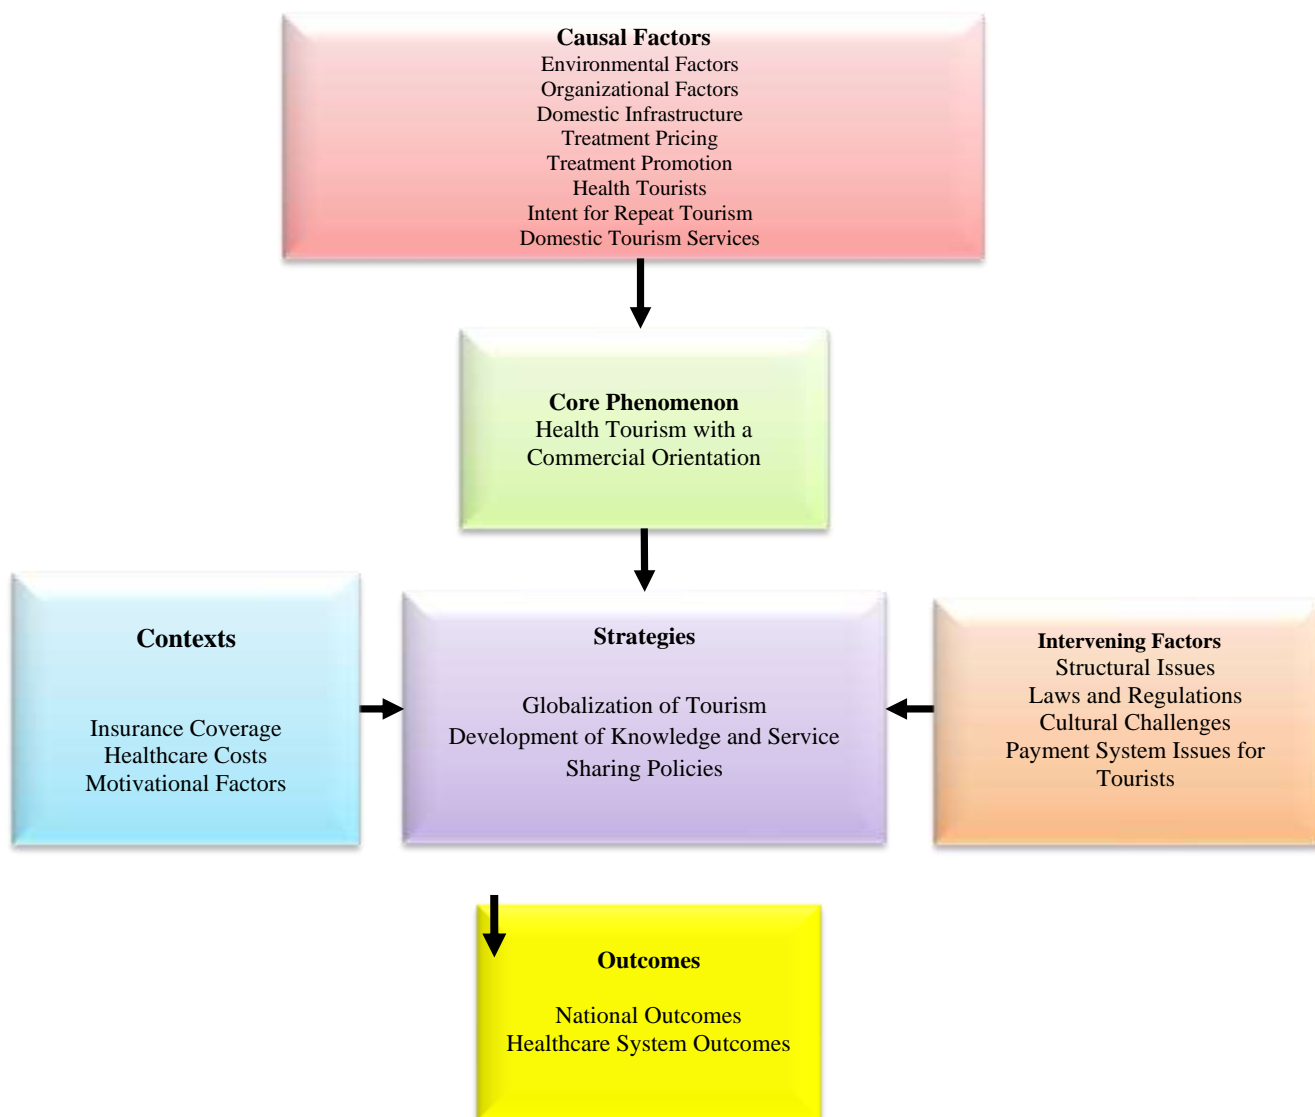 Causal Factors
Environmental Factors
Organizational Factors
Domestic Infrastructure
Treatment Pricing
Treatment Promotion
Health Tourists
Intent for Repeat Tourism
Domestic Tourism Services
Core Phenomenon
Health Tourism with a
Commercial Orientation
Contexts
Insurance Coverage
Healthcare Costs
Motivational Factors
Strategies
Globalization of Tourism
Development of Knowledge and Service
Sharing Policies
Intervening Factors
Structural Issues
Laws and Regulations
Cultural Challenges
Payment System Issues for
Tourists
Outcomes
National Outcomes
Healthcare System Outcomes